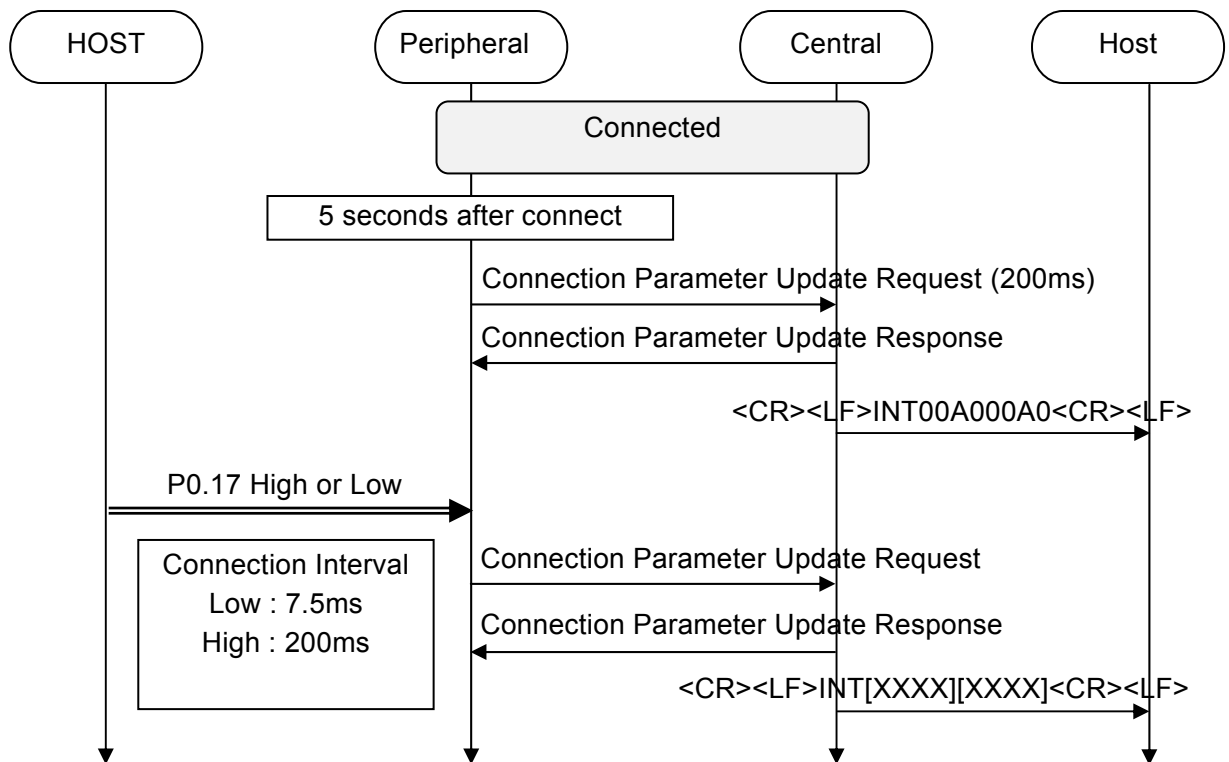 HOST
Peripheral
Central
Host
Connected
5 seconds after connect
Connection Parameter Update Request (200ms)
Connection Parameter Update Response
<CR><LF>INT00A000A0<CR><LF>
P0.17 High or Low
Connection Interval
Low : 7.5ms
High : 200ms
Connection Parameter Update Request
Connection Parameter Update Response
<CR><LF>INT[XXXX][XXXX]<CR><LF>